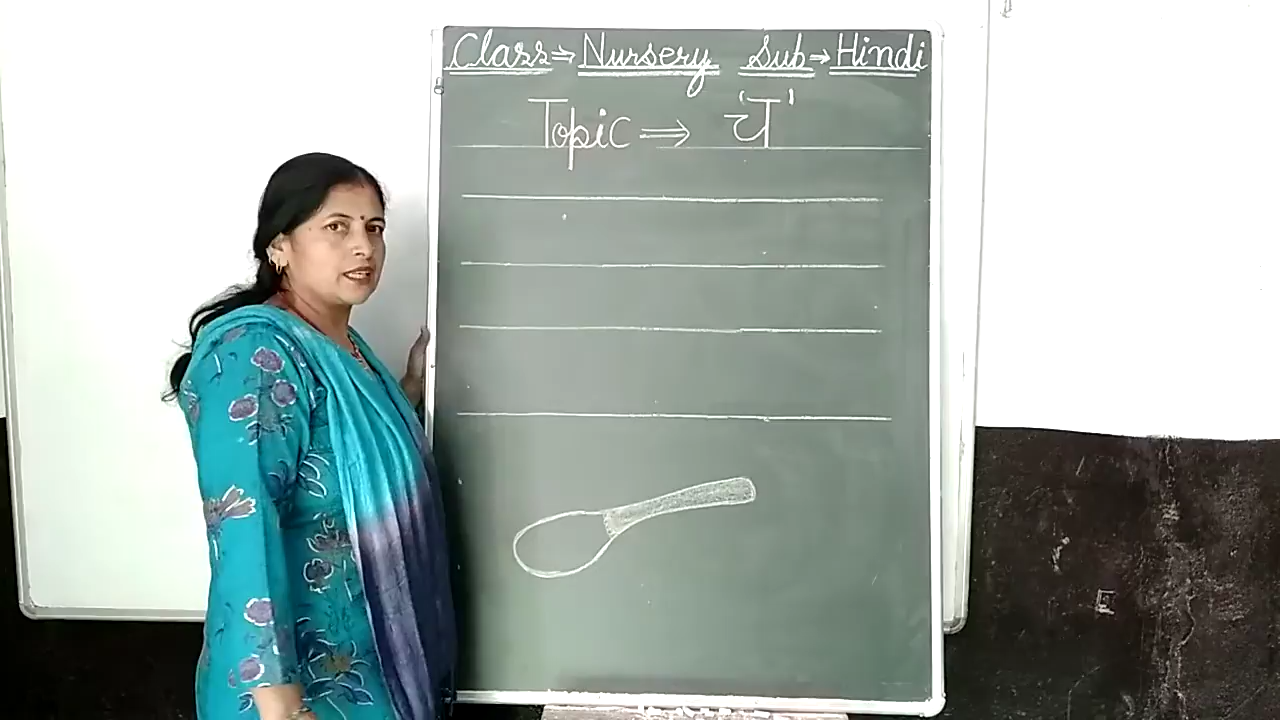 Class ⇒ Nursery Sub → Hindi
Topic ⇒ 'च'